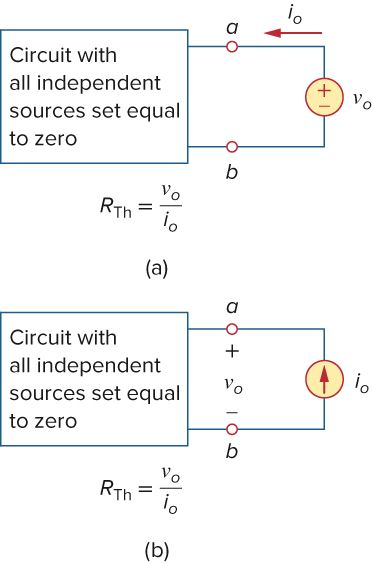 a
i_o
Circuit with
all independent
sources set equal
to zero
+
−
v_o
b
R_Th = v_o / i_o
(a)
a
Circuit with
all independent
sources set equal
to zero
+
v_o
−
i_o
b
R_Th = v_o / i_o
(b)